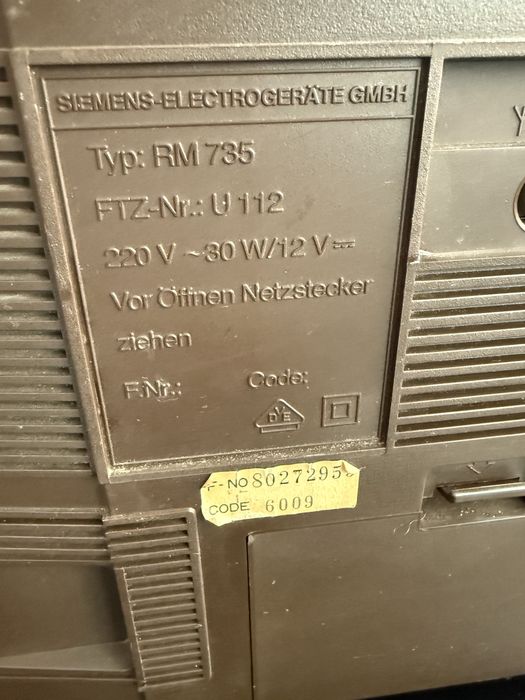 SIEMENS-ELECTROGERÄTE GMBH
Typ: RM 735
FTZ-Nr.: U 112
220 V ~30 W/12 V ⎓
Vor Öffnen Netzstecker
ziehen
F.Nr.: Code:
VDE
F-NO 8027295
CODE 6009